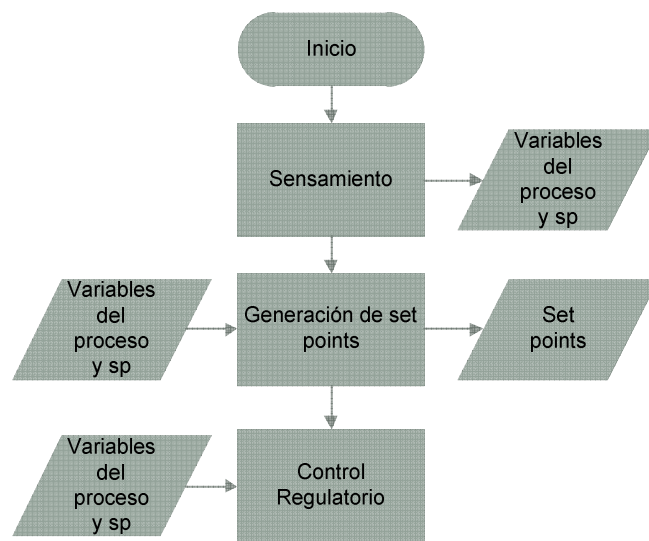 Inicio
Sensamiento
Variables
del
proceso
y sp
Variables
del
proceso
y sp
Generación de set
points
Set
points
Variables
del
proceso
y sp
Control
Regulatorio